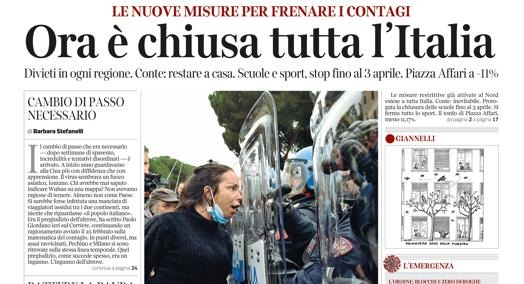 LE NUOVE MISURE PER FRENARE I CONTAGI
Ora è chiusa tutta l'Italia
Divieti in ogni regione. Conte: restare a casa. Scuole e sport, stop fino al 3 aprile. Piazza Affari a -11%
CAMBIO DI PASSO
NECESSARIO
di Barbara Stefanelli
Il cambio di passo che era necessario
— dopo settimane di spavento,
incredulità e tentativi disordinati — è
arrivato. A inizio anno guardavamo
alla Cina più con diffidenza che con
apprensione. Il virus sembrava un fuoco
asiatico, lontano. Chi avrebbe mai saputo
indicare Wuhan su una mappa? Non avevamo
ragione di temere. Almeno non come Paese.
Si sarebbe forse infettata una manciata di
viaggiatori assidui tra i due continenti, ma
niente che riguardasse «il popolo italiano».
Era il pregiudizio dell'altrove, ha scritto Paolo
Giordano ieri sul Corriere, continuando un
ragionamento avviato il 25 febbraio sulla
matematica del contagio. In punti diversi, ma
assai ravvicinati, Pechino e Milano si sono
ritrovate sulla stessa linea temporale. Quel
pregiudizio, come succede spesso, era un
inganno. L'inganno dell'altrove.
continua a pagina 24
Le misure restrittive già attivate al Nord
estese a tutta Italia. Conte: inevitabile. Proro-
gata la chiusura delle scuole fino al 3 aprile. Si
ferma tutto lo sport. Il tonfo di Piazza Affari,
meno 11,17%.
da pagina 2 a pagina 17
GIANNELLI
PRIMAVERA 2020 DALLA FINESTRA
L'EMERGENZA
L'ORDINE: BLOCCHI E ZERO DEROGHE